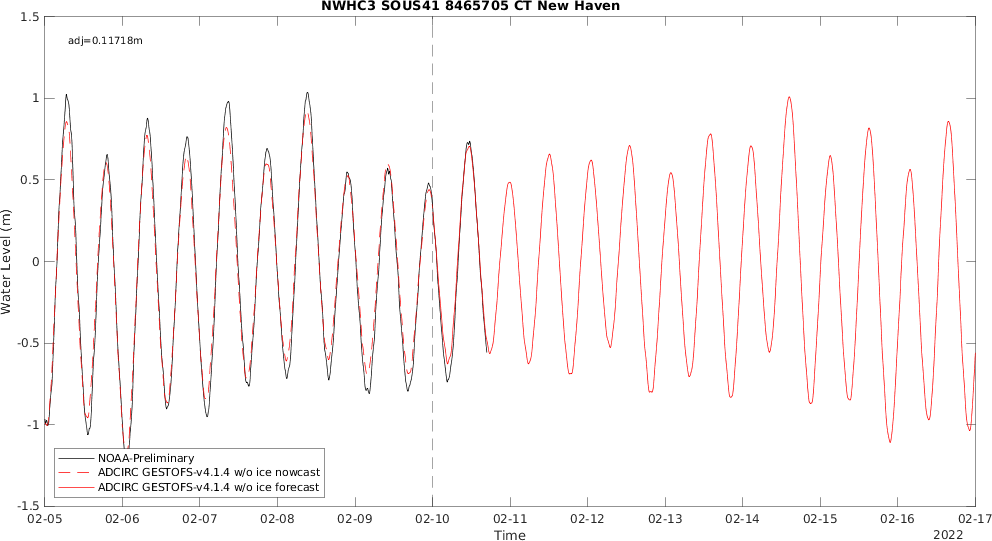 NWHC3 SOUS41 8465705 CT New Haven
adj=0.11718m
1.5
1
0.5
0
-0.5
-1
-1.5
Water Level (m)
NOAA-Preliminary
ADCIRC GESTOFS-v4.1.4 w/o ice nowcast
ADCIRC GESTOFS-v4.1.4 w/o ice forecast
02-05 02-06 02-07 02-08 02-09 02-10 02-11 02-12 02-13 02-14 02-15 02-16 02-17
Time
2022